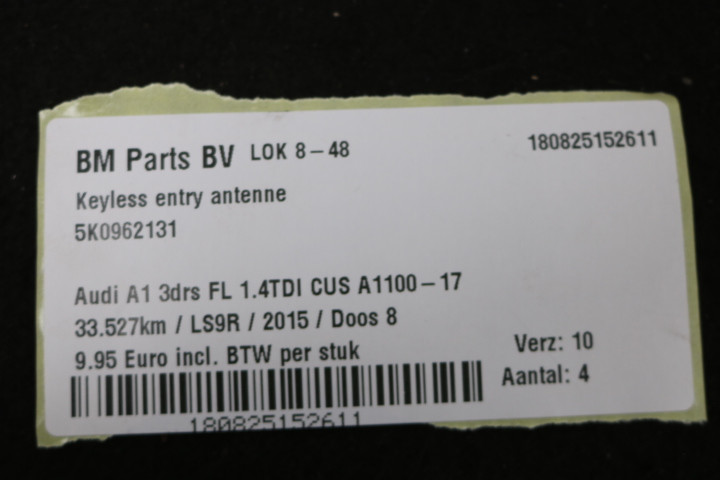 BM Parts BV LOK 8-48 180825152611
Keyless entry antenne
5K0962131
Audi A1 3drs FL 1.4TDI CUS A1100-17
33.527km / LS9R / 2015 / Doos 8
9.95 Euro incl. BTW per stuk
Verz: 10
Aantal: 4
180825152611